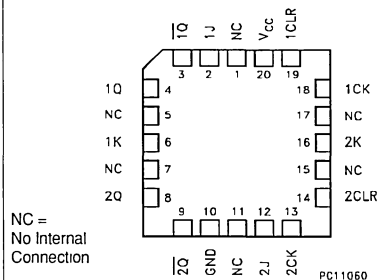 1Q̅ 1J NC VCC 1CLR
3 2 1 20 19
1Q 4 18 1CK
NC 5 17 NC
1K 6 16 2K
NC 7 15 NC
2Q 8 14 2CLR
9 10 11 12 13
2Q̅ GND NC 2J 2CK
NC =
No Internal
Connection
PC11060